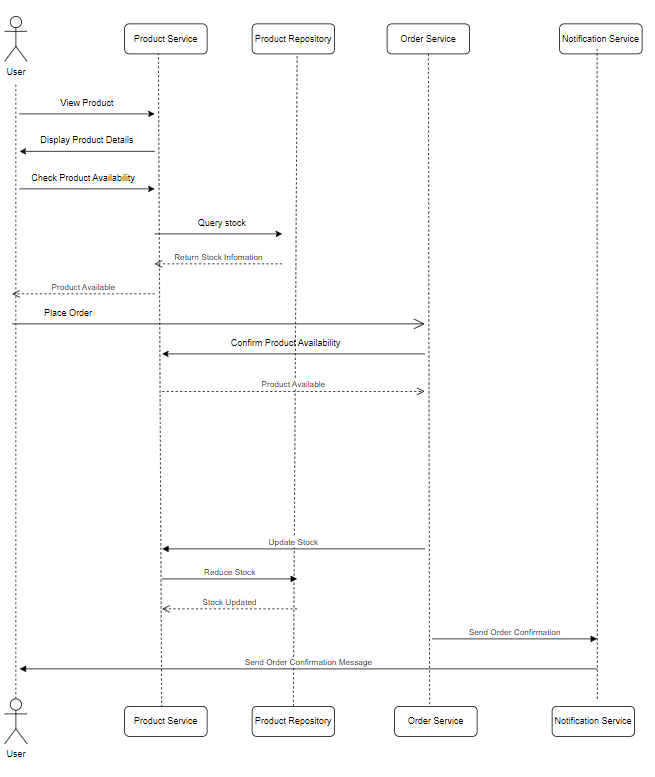 Product Service
Product Repository
Order Service
Notification Service
User
View Product
Display Product Details
Check Product Availability
Query stock
Return Stock Infomation
Product Available
Place Order
Confirm Product Availability
Product Available
Update Stock
Reduce Stock
Stock Updated
Send Order Confirmation
Send Order Confirmation Message
Product Service
Product Repository
Order Service
Notification Service
User